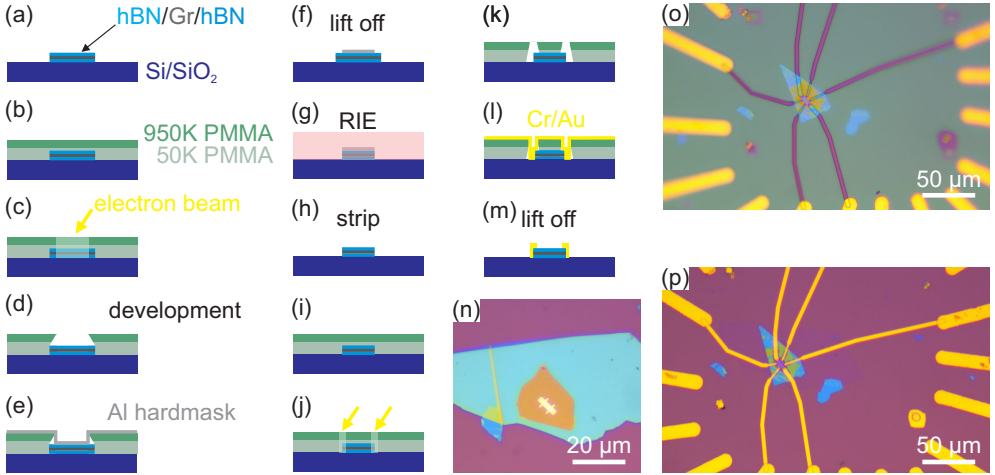 (a)
hBN/Gr/hBN
Si/SiO₂
(b)
950K PMMA
50K PMMA
(c)
electron beam
(d)
development
(e)
Al hardmask
(f)
lift off
(g)
RIE
(h)
strip
(i)
(j)
(k)
(l)
Cr/Au
(m)
lift off
(n)
20 µm
(o)
50 µm
(p)
50 µm